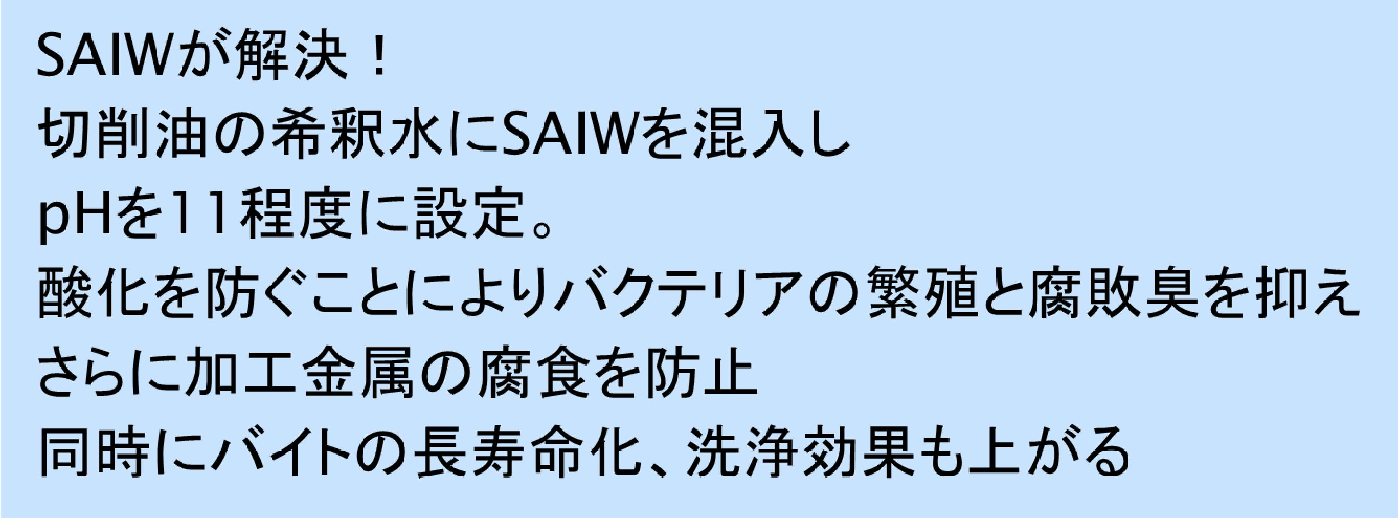 SAIWが解決！
切削油の希釈水にSAIWを混入し
pHを11程度に設定。
酸化を防ぐことによりバクテリアの繁殖と腐敗臭を抑え
さらに加工金属の腐食を防止
同時にバイトの長寿命化、洗浄効果も上がる